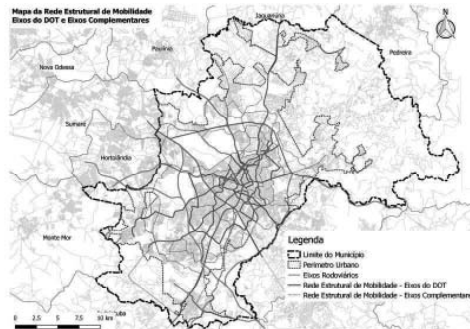 Mapa da Rede Estrutural de Mobilidade
Eixos do DOT e Eixos Complementares
Jaguariúna
N
Paulínia
Pedreira
Nova Odessa
Sumaré
Hortolândia
Monte Mor
Legenda
Limite do Município
Perímetro Urbano
Eixos Rodoviários
Rede Estrutural de Mobilidade - Eixos do DOT
Rede Estrutural de Mobilidade - Eixos Complementares
0 2.5 5 7.5 10 km